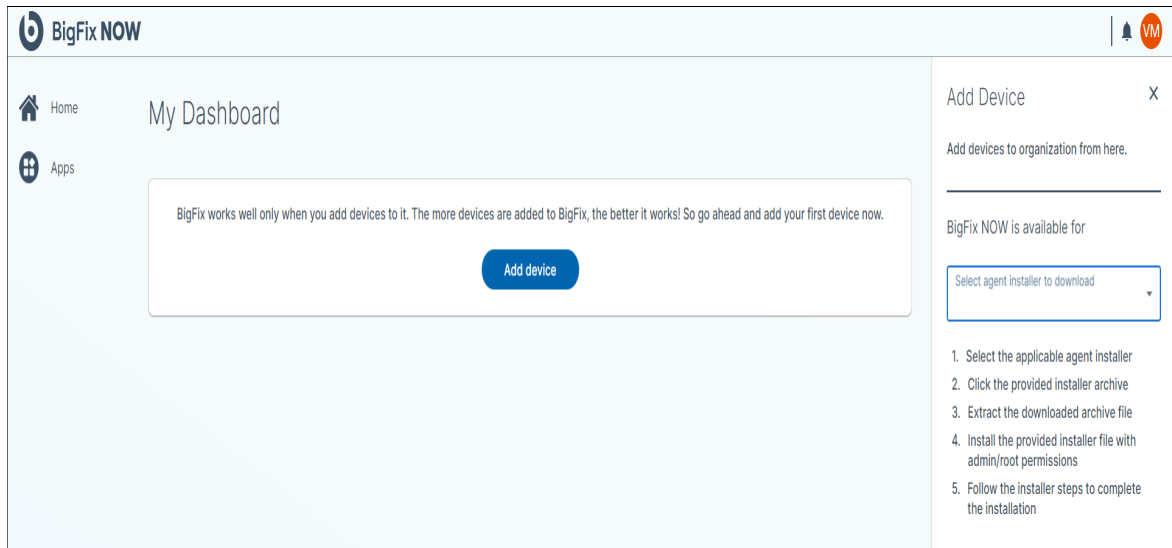 BigFix NOW
VM
Home
Apps
My Dashboard
BigFix works well only when you add devices to it. The more devices are added to BigFix, the better it works! So go ahead and add your first device now.
Add device
Add Device
X
Add devices to organization from here.
BigFix NOW is available for
Select agent installer to download
1. Select the applicable agent installer
2. Click the provided installer archive
3. Extract the downloaded archive file
4. Install the provided installer file with
admin/root permissions
5. Follow the installer steps to complete
the installation